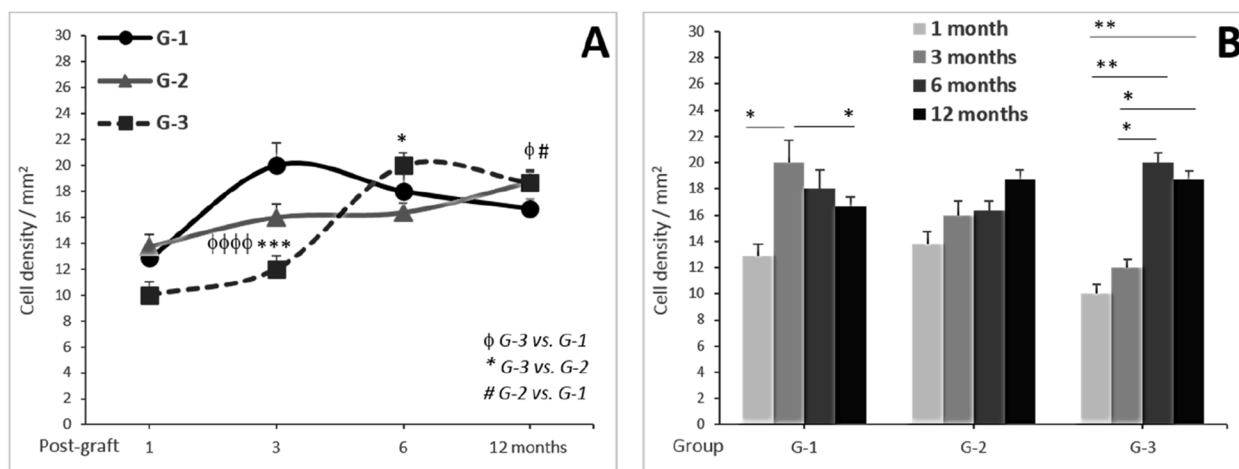 A
G-1
G-2
G-3
Cell density / mm²
30
28
26
24
22
20
18
16
14
12
10
8
6
4
2
0
*
ϕ #
ϕϕϕϕ ***
ϕ G-3 vs. G-1
* G-3 vs. G-2
# G-2 vs. G-1
Post-graft 1 3 6 12 months
B
1 month
3 months
6 months
12 months
Cell density / mm²
30
28
26
24
22
20
18
16
14
12
10
8
6
4
2
0
* *
**
**
*
*
Group G-1 G-2 G-3